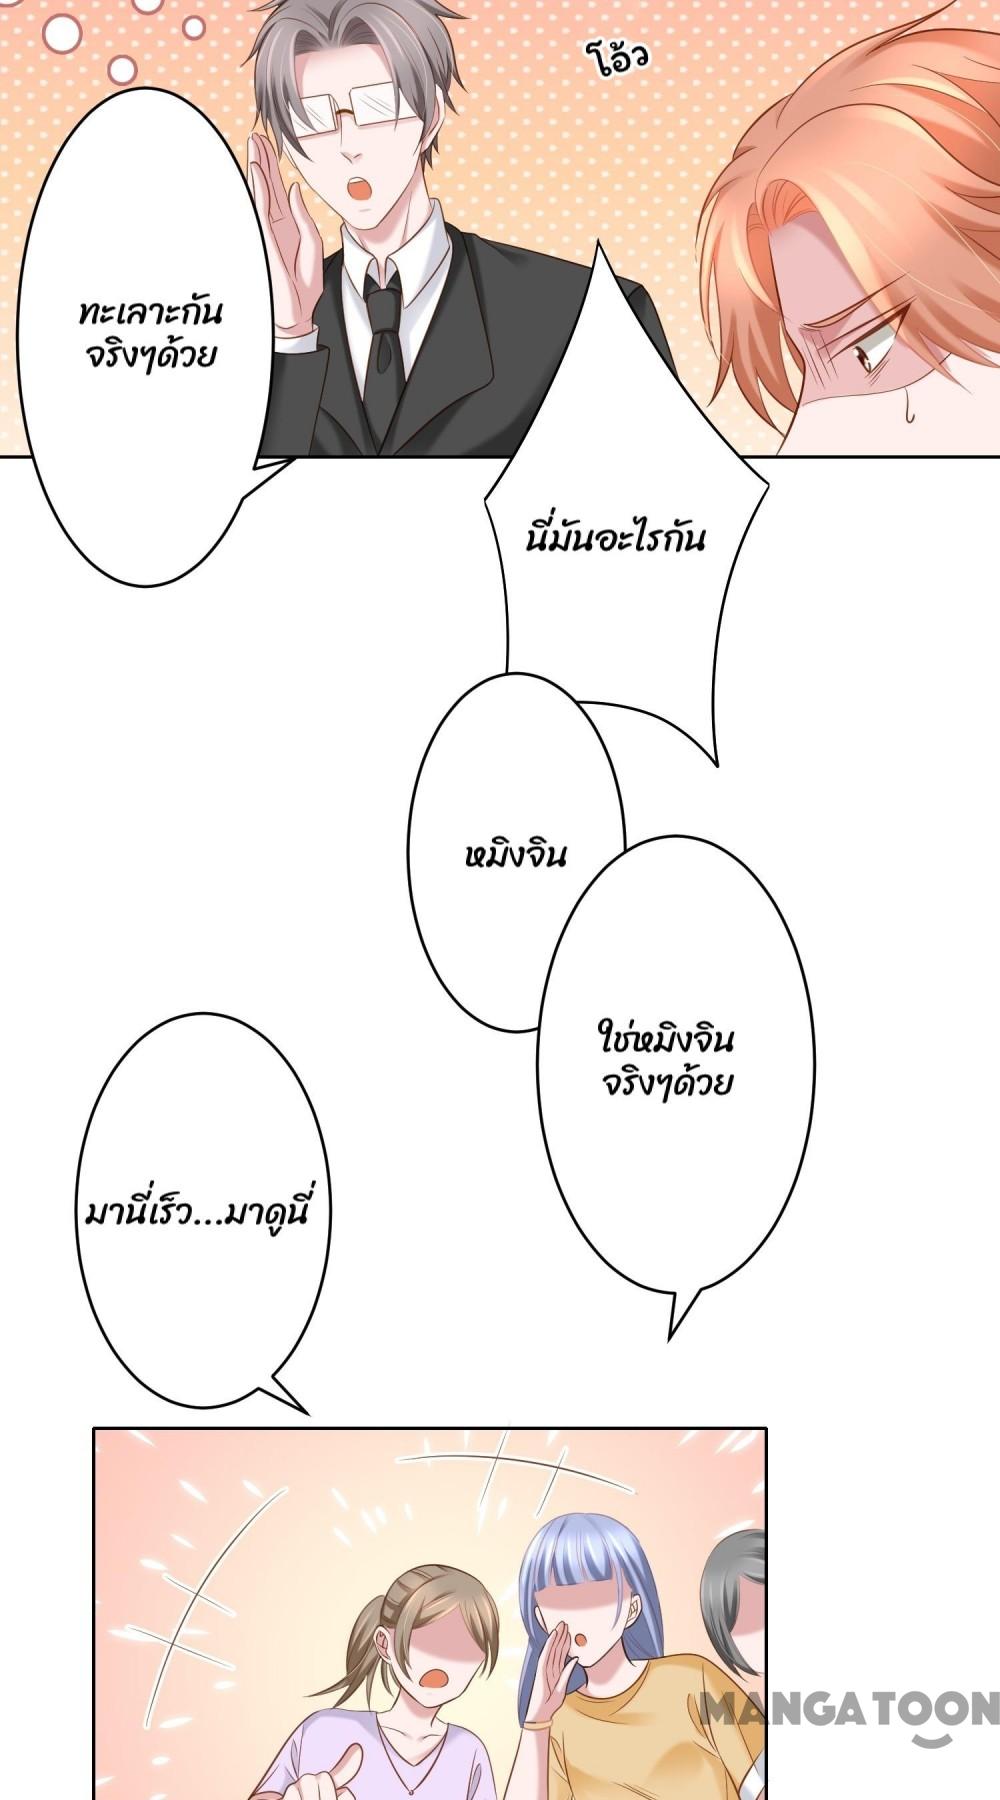 โอ้ว
ทะเลาะกัน
จริงๆด้วย
นี่มันอะไรกัน
หมิงจิน
ใช่หมิงจิน
จริงๆด้วย
มานี่เร็ว...มาดูนี่
MANGATOON